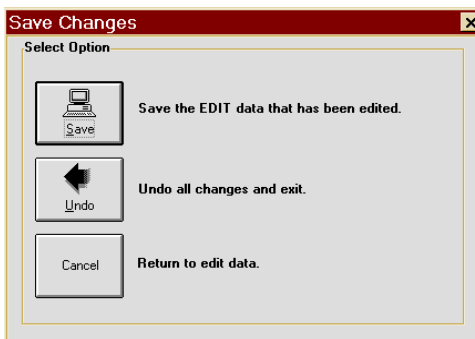 Save Changes
Select Option
Save
Save the EDIT data that has been edited.
Undo
Undo all changes and exit.
Cancel
Return to edit data.